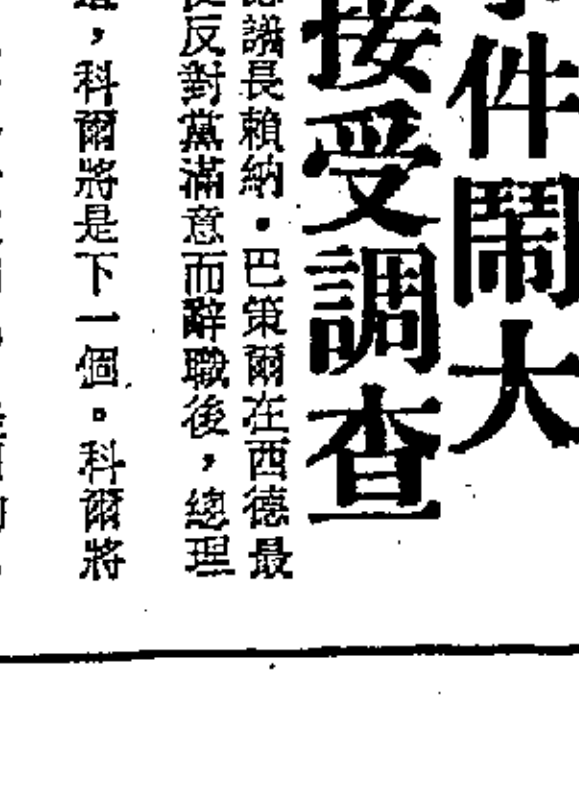 件鬧大
接受調查
議長賴納・巴策爾在西德最
反對黨滿意而辭職後，總理
，科爾將是下一個。科爾將